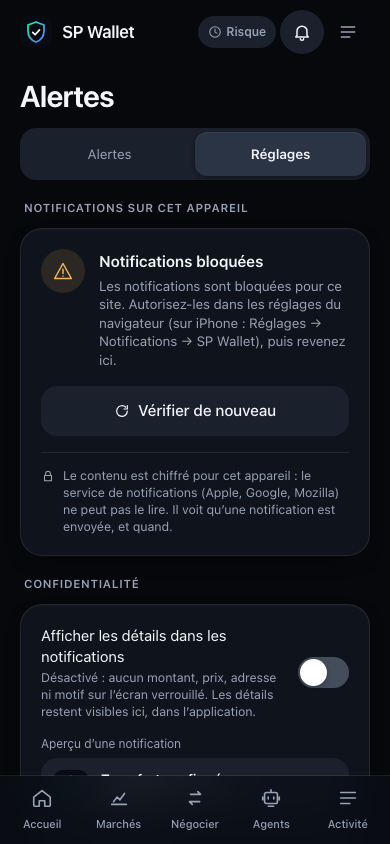 SP Wallet
Risque
Alertes
Alertes
Réglages
NOTIFICATIONS SUR CET APPAREIL
Notifications bloquées
Les notifications sont bloquées pour ce
site. Autorisez-les dans les réglages du
navigateur (sur iPhone : Réglages →
Notifications → SP Wallet), puis revenez
ici.
Vérifier de nouveau
Le contenu est chiffré pour cet appareil : le
service de notifications (Apple, Google, Mozilla)
ne peut pas le lire. Il voit qu’une notification est
envoyée, et quand.
CONFIDENTIALITÉ
Afficher les détails dans les
notifications
Désactivé : aucun montant, prix, adresse
ni motif sur l’écran verrouillé. Les détails
restent visibles ici, dans l’application.
Aperçu d’une notification
Accueil
Marchés
Négocier
Agents
Activité